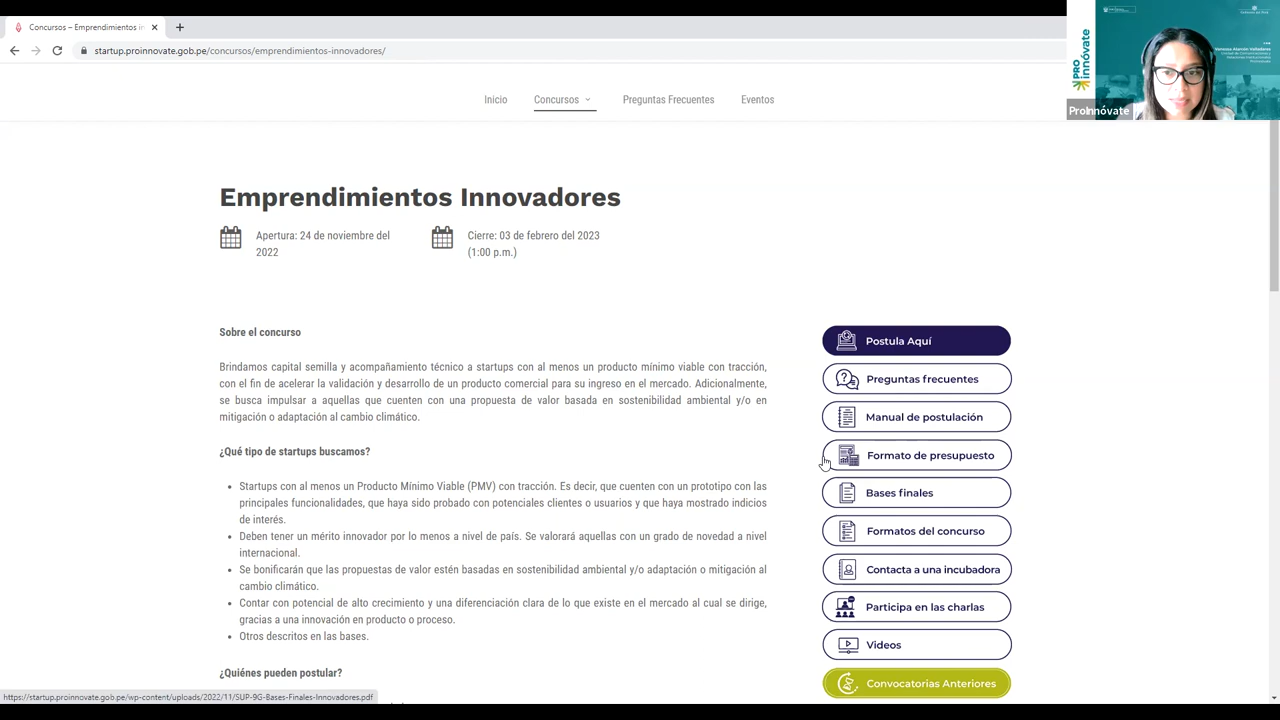 Concursos – Emprendimientos in
startup.proinnovate.gob.pe/concursos/emprendimientos-innovadores/
PRO
innóvate
Vanessa Alarcón Valladares
ProInnóvate
Inicio
Concursos
Preguntas Frecuentes
Eventos
Emprendimientos Innovadores
Apertura: 24 de noviembre del
2022
Cierre: 03 de febrero del 2023
(1:00 p.m.)
Sobre el concurso
Brindamos capital semilla y acompañamiento técnico a startups con al menos un producto mínimo viable con tracción,
con el fin de acelerar la validación y desarrollo de un producto comercial para su ingreso en el mercado. Adicionalmente,
se busca impulsar a aquellas que cuenten con una propuesta de valor basada en sostenibilidad ambiental y/o en
mitigación o adaptación al cambio climático.
¿Qué tipo de startups buscamos?
Startups con al menos un Producto Mínimo Viable (PMV) con tracción. Es decir, que cuenten con un prototipo con las
principales funcionalidades, que haya sido probado con potenciales clientes o usuarios y que haya mostrado indicios
de interés.
Deben tener un mérito innovador por lo menos a nivel de país. Se valorará aquellas con un grado de novedad a nivel
internacional.
Se bonificarán que las propuestas de valor estén basadas en sostenibilidad ambiental y/o adaptación o mitigación al
cambio climático.
Contar con potencial de alto crecimiento y una diferenciación clara de lo que existe en el mercado al cual se dirige,
gracias a una innovación en producto o proceso.
Otros descritos en las bases.
¿Quiénes pueden postular?
Postula Aquí
Preguntas frecuentes
Manual de postulación
Formato de presupuesto
Bases finales
Formatos del concurso
Contacta a una incubadora
Participa en las charlas
Videos
Convocatorias Anteriores
https://startup.proinnovate.gob.pe/wp-content/uploads/2022/11/SUP-9G-Bases-Finales-Innovadores.pdf